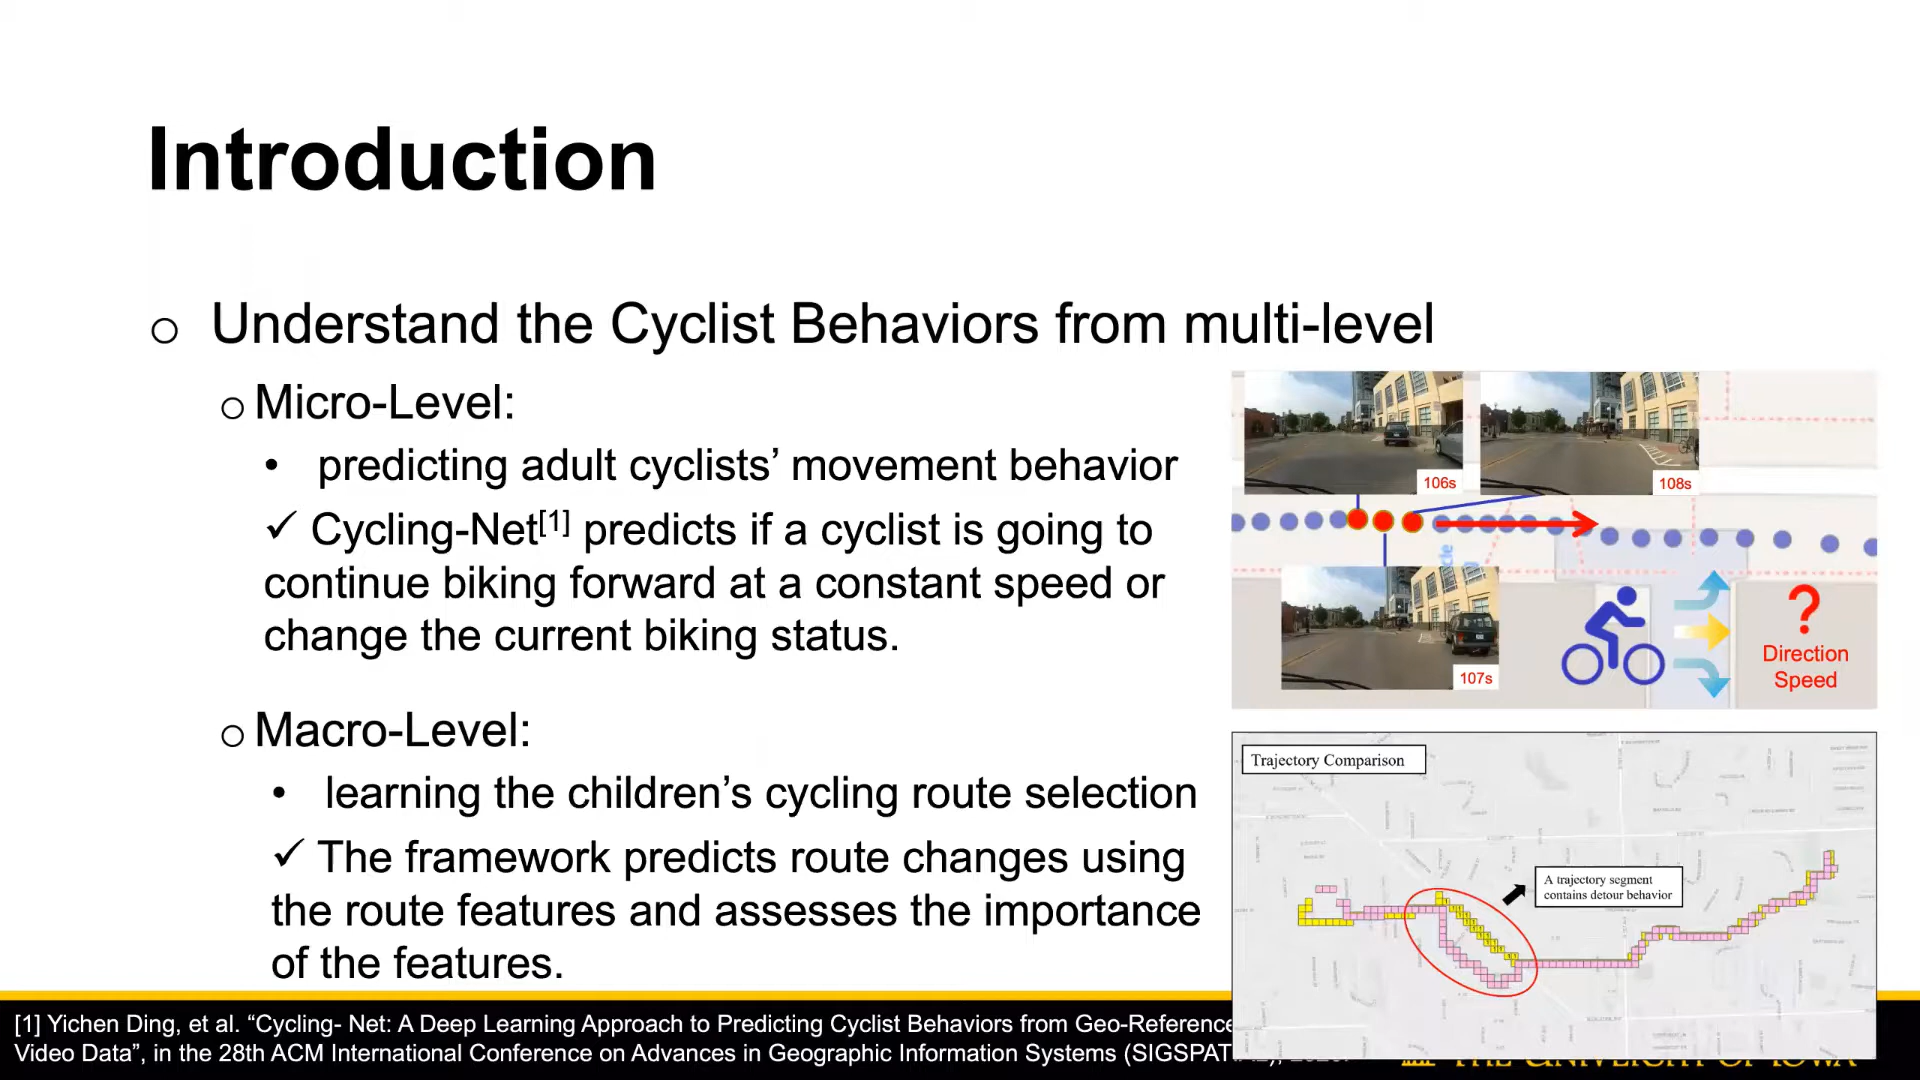 Introduction
o Understand the Cyclist Behaviors from multi-level
o Micro-Level:
• predicting adult cyclists’ movement behavior
✓ Cycling-Net[1] predicts if a cyclist is going to
continue biking forward at a constant speed or
change the current biking status.
o Macro-Level:
• learning the children’s cycling route selection
✓ The framework predicts route changes using
the route features and assesses the importance
of the features.
106s
108s
107s
?
Direction
Speed
Trajectory Comparison
A trajectory segment
contains detour behavior
[1] Yichen Ding, et al. “Cycling- Net: A Deep Learning Approach to Predicting Cyclist Behaviors from Geo-Reference
Video Data”, in the 28th ACM International Conference on Advances in Geographic Information Systems (SIGSPAT
THE UNIVERSITY OF IOWA